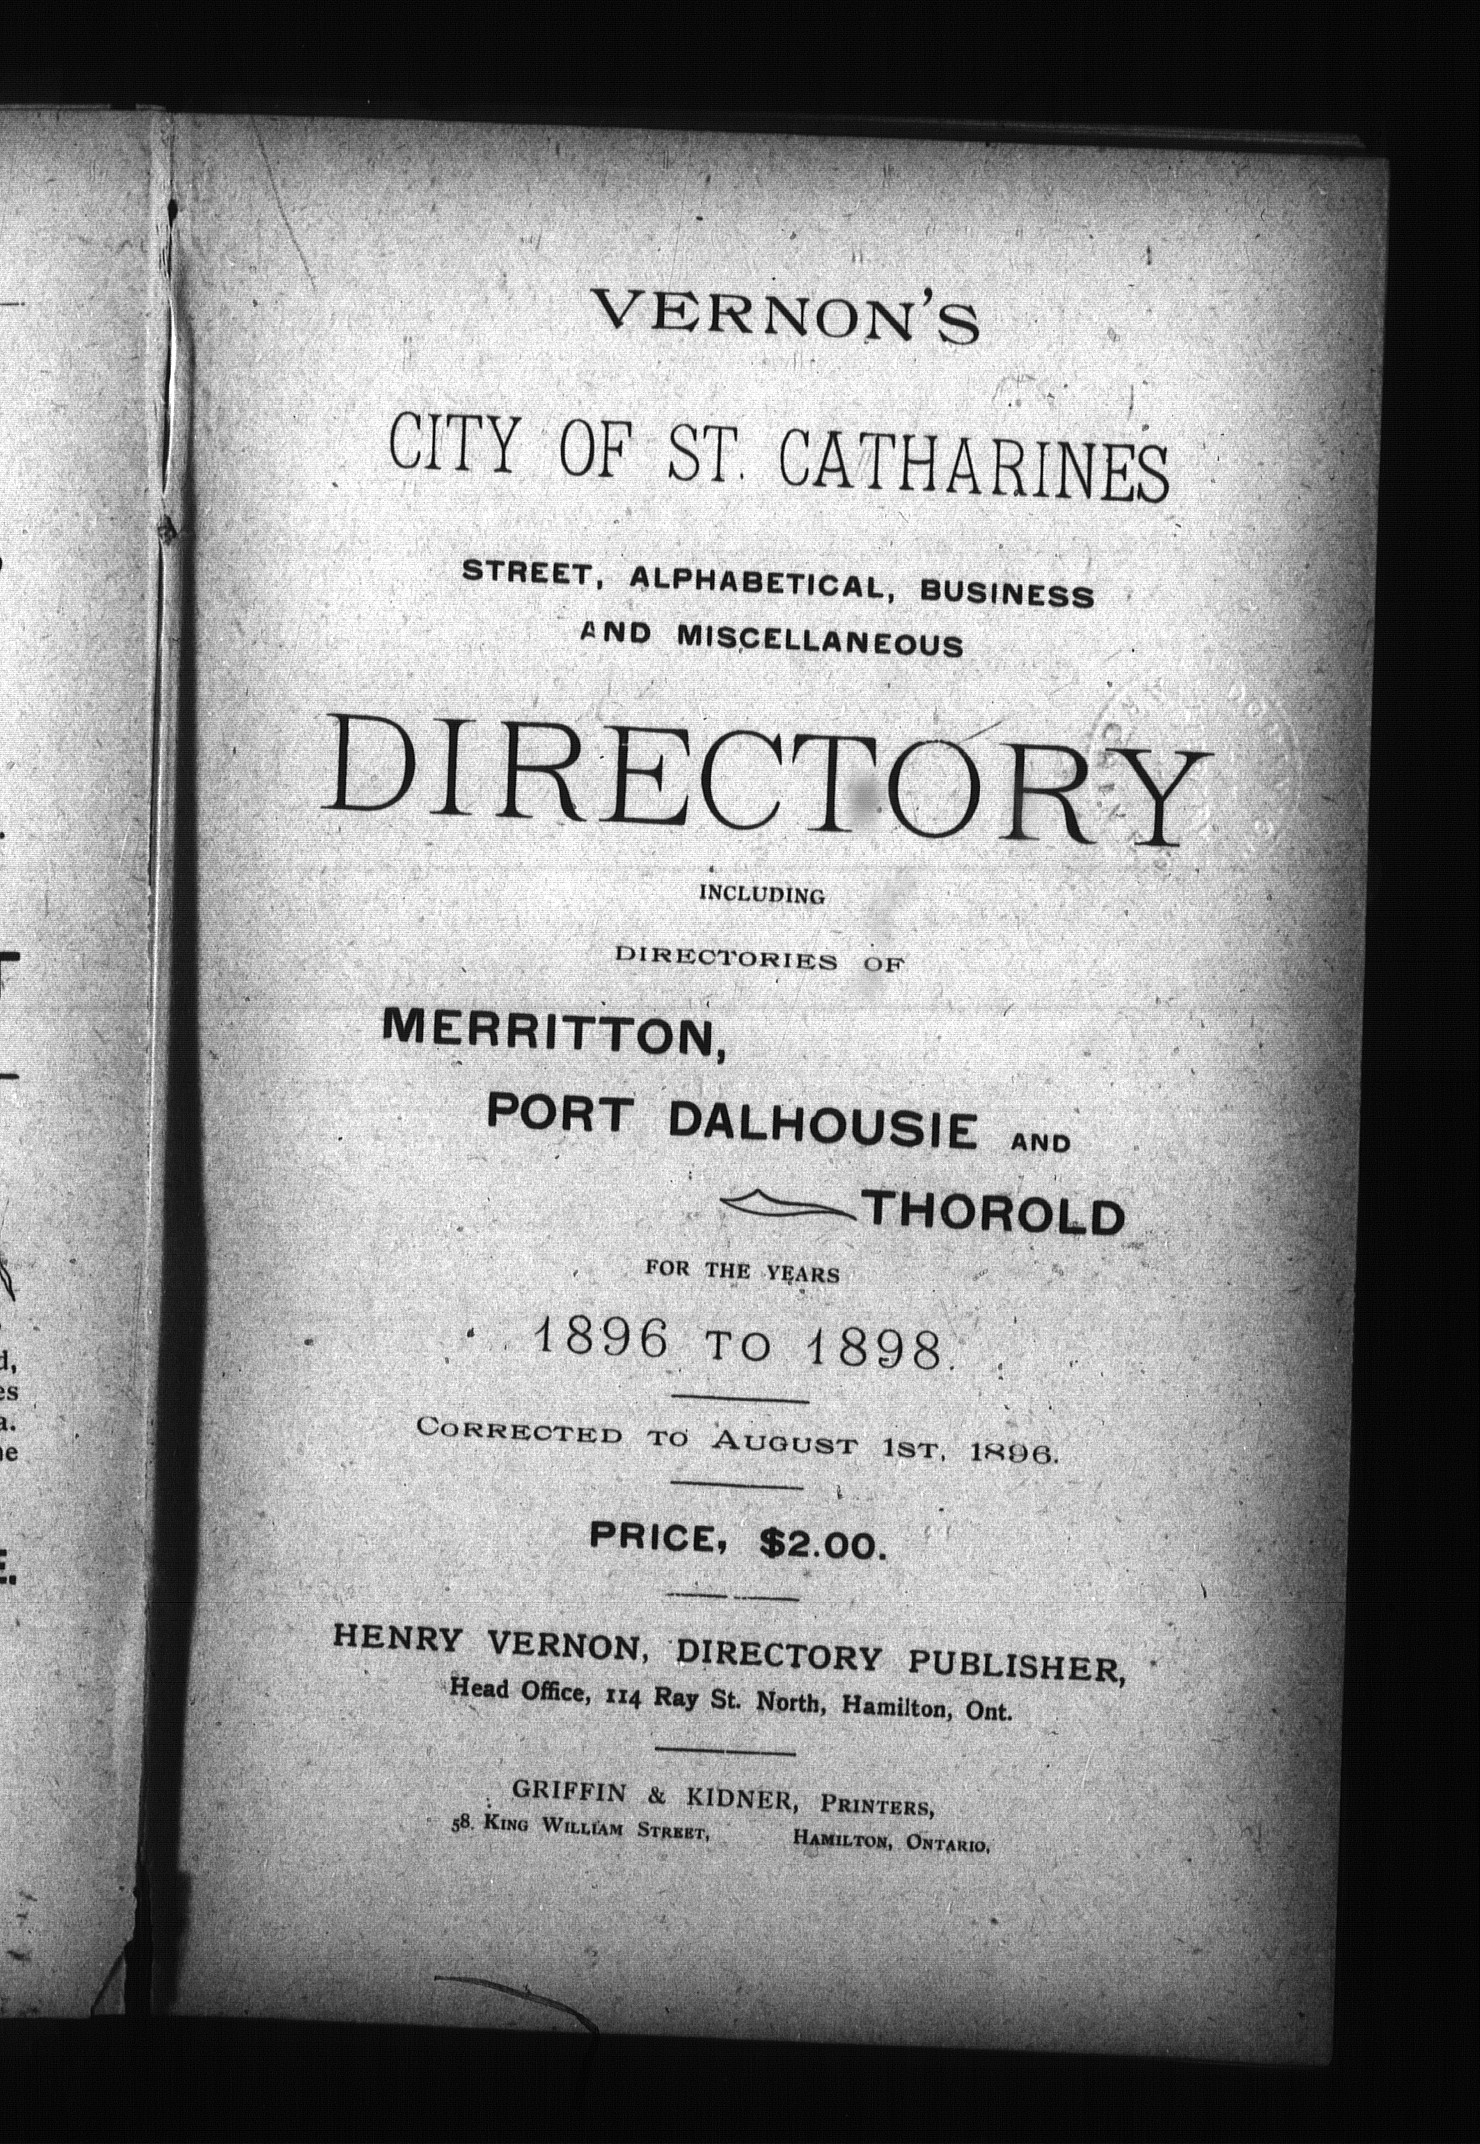 VERNON'S
CITY OF ST. CATHARINES
STREET, ALPHABETICAL, BUSINESS
AND MISCELLANEOUS
DIRECTORY
INCLUDING
DIRECTORIES OF
MERRITTON,
PORT DALHOUSIE AND
THOROLD
FOR THE YEARS
1896 TO 1898.
CORRECTED TO AUGUST 1ST, 1896.
PRICE, $2.00.
HENRY VERNON, DIRECTORY PUBLISHER,
Head Office, 114 Ray St. North, Hamilton, Ont.
GRIFFIN & KIDNER, PRINTERS,
58. KING WILLIAM STREET, HAMILTON, ONTARIO.